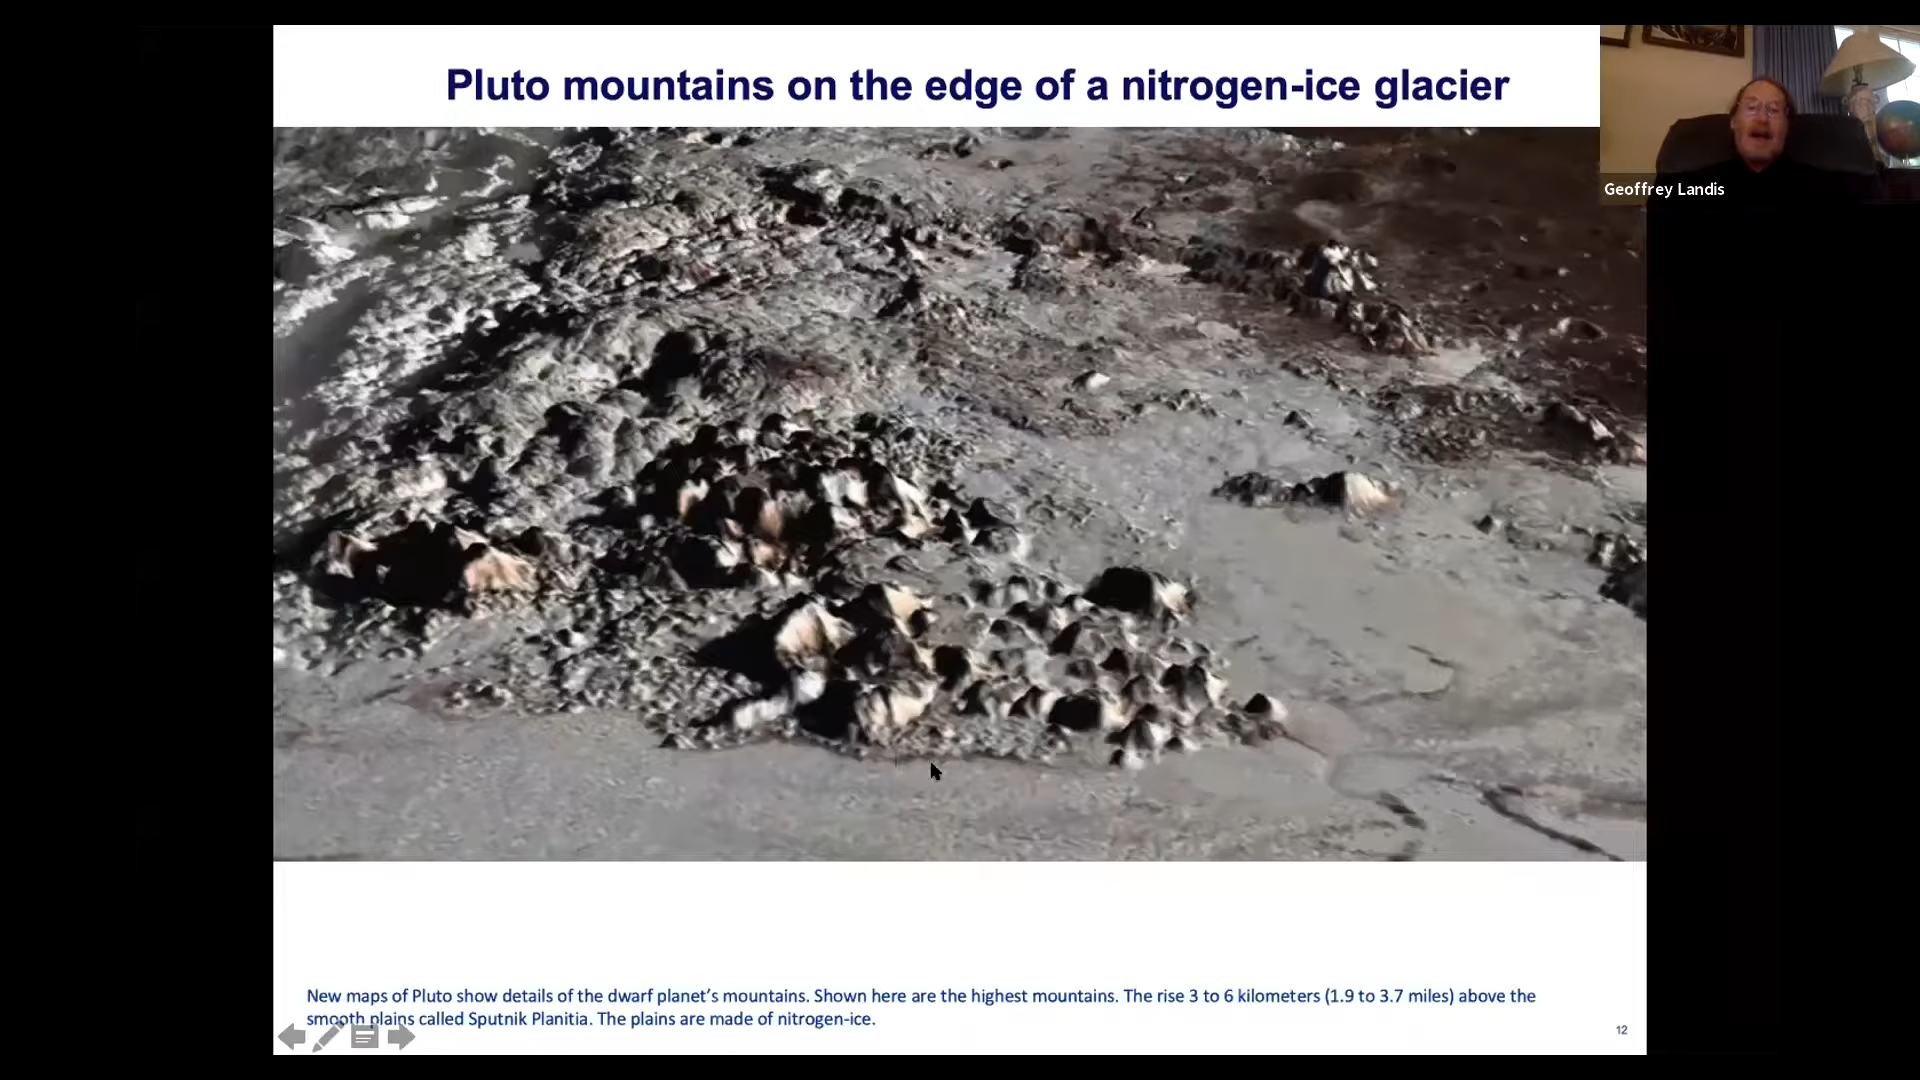 Pluto mountains on the edge of a nitrogen-ice glacier
Geoffrey Landis
New maps of Pluto show details of the dwarf planet's mountains. Shown here are the highest mountains. The rise 3 to 6 kilometers (1.9 to 3.7 miles) above the
smooth plains called Sputnik Planitia. The plains are made of nitrogen-ice.
12